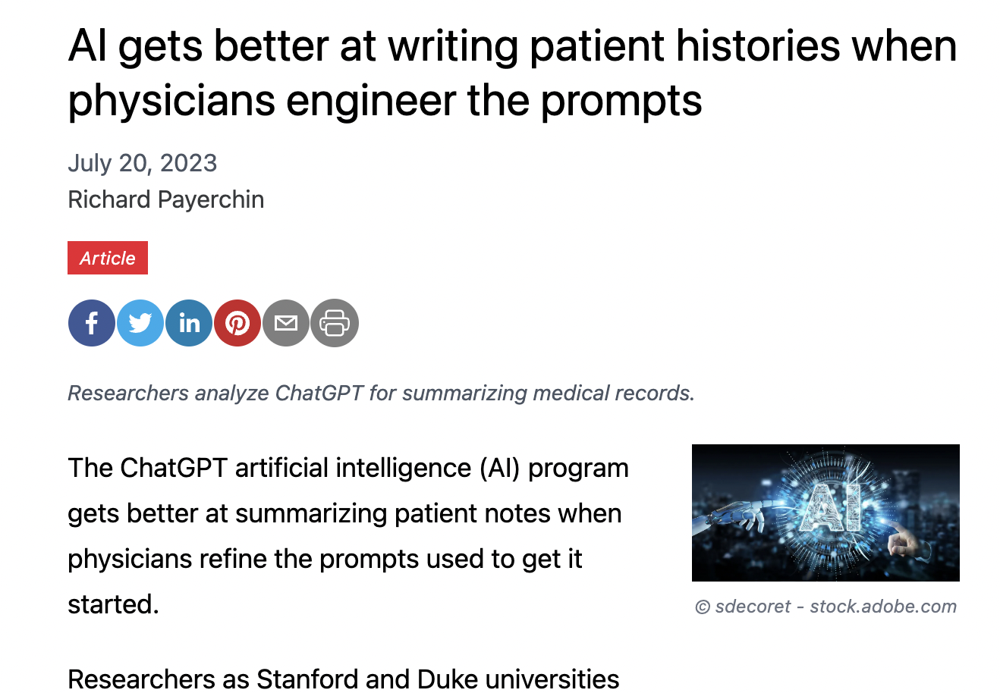 AI gets better at writing patient histories when
physicians engineer the prompts
July 20, 2023
Richard Payerchin
Article
Researchers analyze ChatGPT for summarizing medical records.
The ChatGPT artificial intelligence (AI) program
gets better at summarizing patient notes when
physicians refine the prompts used to get it
started.
AI
© sdecoret - stock.adobe.com
Researchers as Stanford and Duke universities